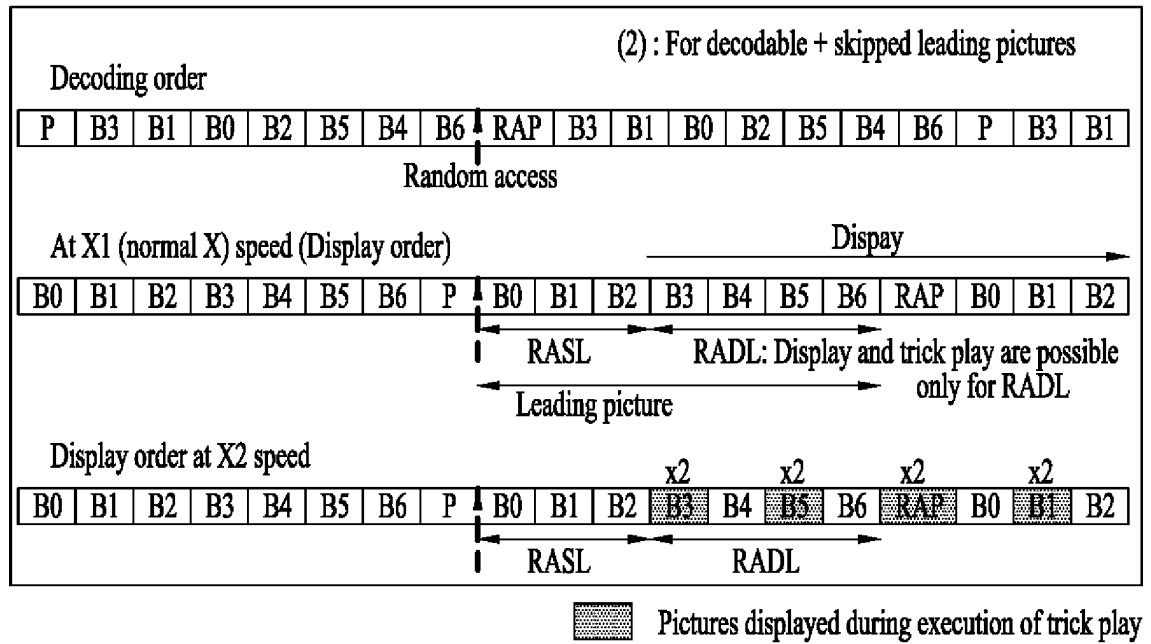 (2) : For decodable + skipped leading pictures
Decoding order
P B3 B1 B0 B2 B5 B4 B6 RAP B3 B1 B0 B2 B5 B4 B6 P B3 B1
Random access
At X1 (normal X) speed (Display order)
Dispay
B0 B1 B2 B3 B4 B5 B6 P B0 B1 B2 B3 B4 B5 B6 RAP B0 B1 B2
RASL
RADL: Display and trick play are possible
only for RADL
Leading picture
Display order at X2 speed
x2 x2 x2 x2
B0 B1 B2 B3 B4 B5 B6 P B0 B1 B2 B3 B4 B5 B6 RAP B0 B1 B2
RASL RADL
Pictures displayed during execution of trick play